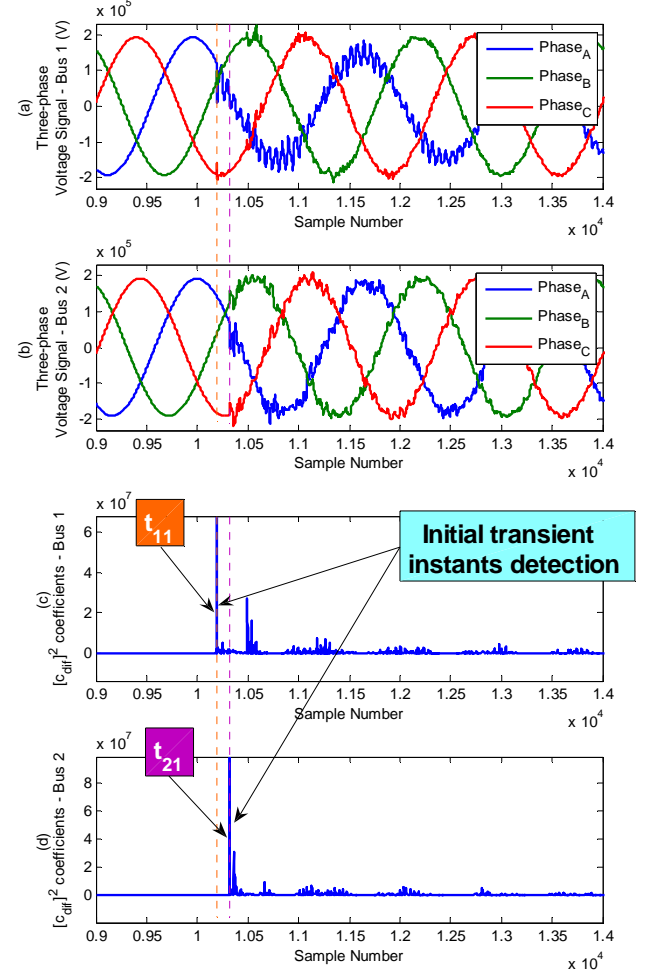 x 10^5
2
1
0
-1
-2
(a)
Three-phase
Voltage Signal - Bus 1 (V)
Phase_A
Phase_B
Phase_C
0.9 0.95 1 1.05 1.1 1.15 1.2 1.25 1.3 1.35 1.4
Sample Number
x 10^4
x 10^5
2
1
0
-1
-2
(b)
Three-phase
Voltage Signal - Bus 2 (V)
Phase_A
Phase_B
Phase_C
0.9 0.95 1 1.05 1.1 1.15 1.2 1.25 1.3 1.35 1.4
Sample Number
x 10^4
x 10^7
t_11
Initial transient
instants detection
6
4
2
0
(c)
[c_dif]^2 coefficients - Bus 1
0.9 0.95 1 1.05 1.1 1.15 1.2 1.25 1.3 1.35 1.4
Sample Number
x 10^4
x 10^7
t_21
8
6
4
2
0
(d)
[c_dif]^2 coefficients - Bus 2
0.9 0.95 1 1.05 1.1 1.15 1.2 1.25 1.3 1.35 1.4
Sample Number
x 10^4